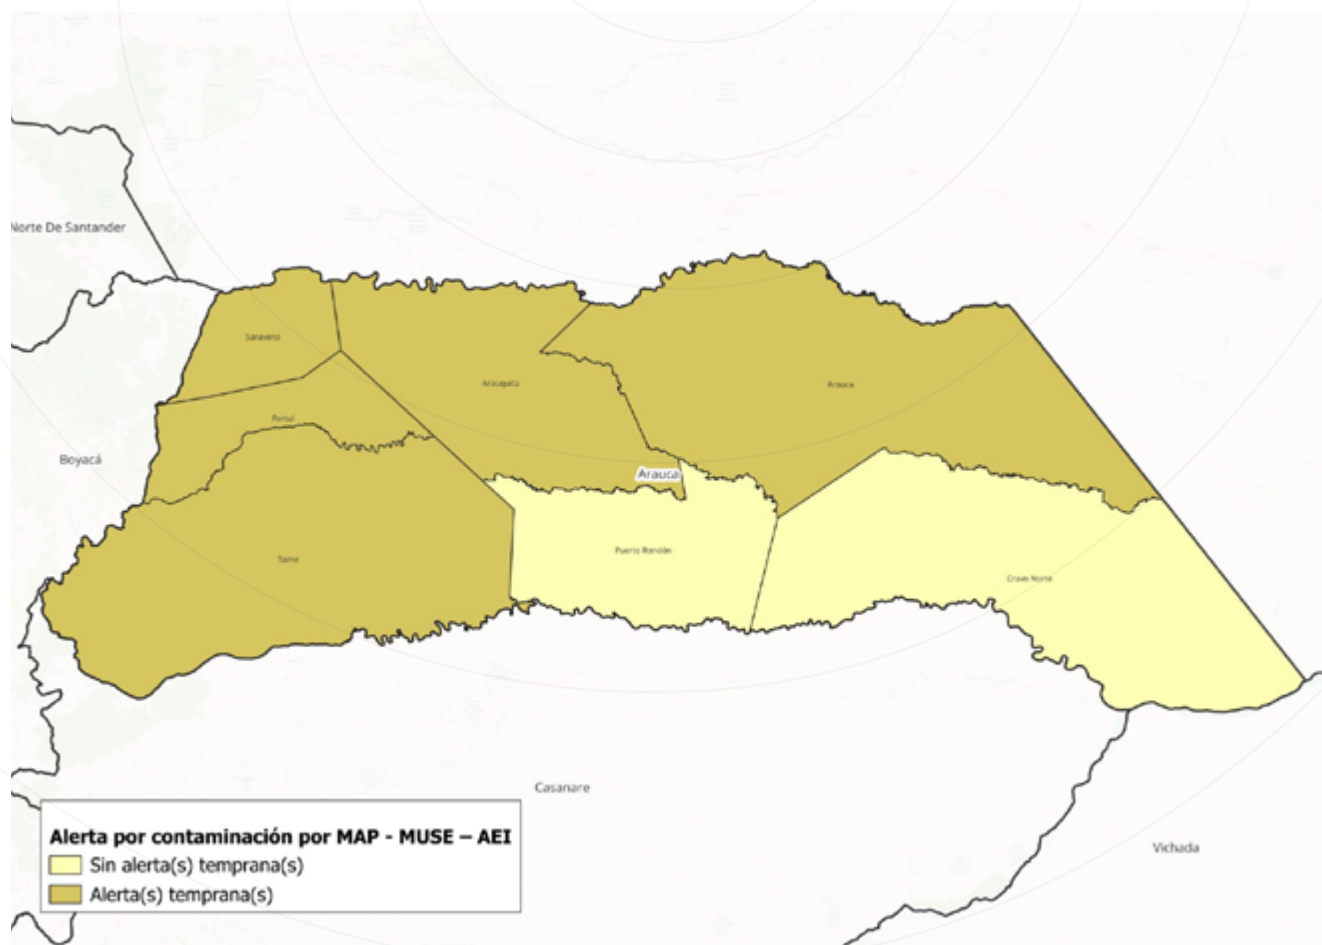 Norte De Santander
Saravena
Arauquita
Arauca
Fortul
Boyacá
Arauca
Tame
Puerto Rondón
Cravo Norte
Casanare
Vichada
Alerta por contaminación por MAP - MUSE – AEI
Sin alerta(s) temprana(s)
Alerta(s) temprana(s)